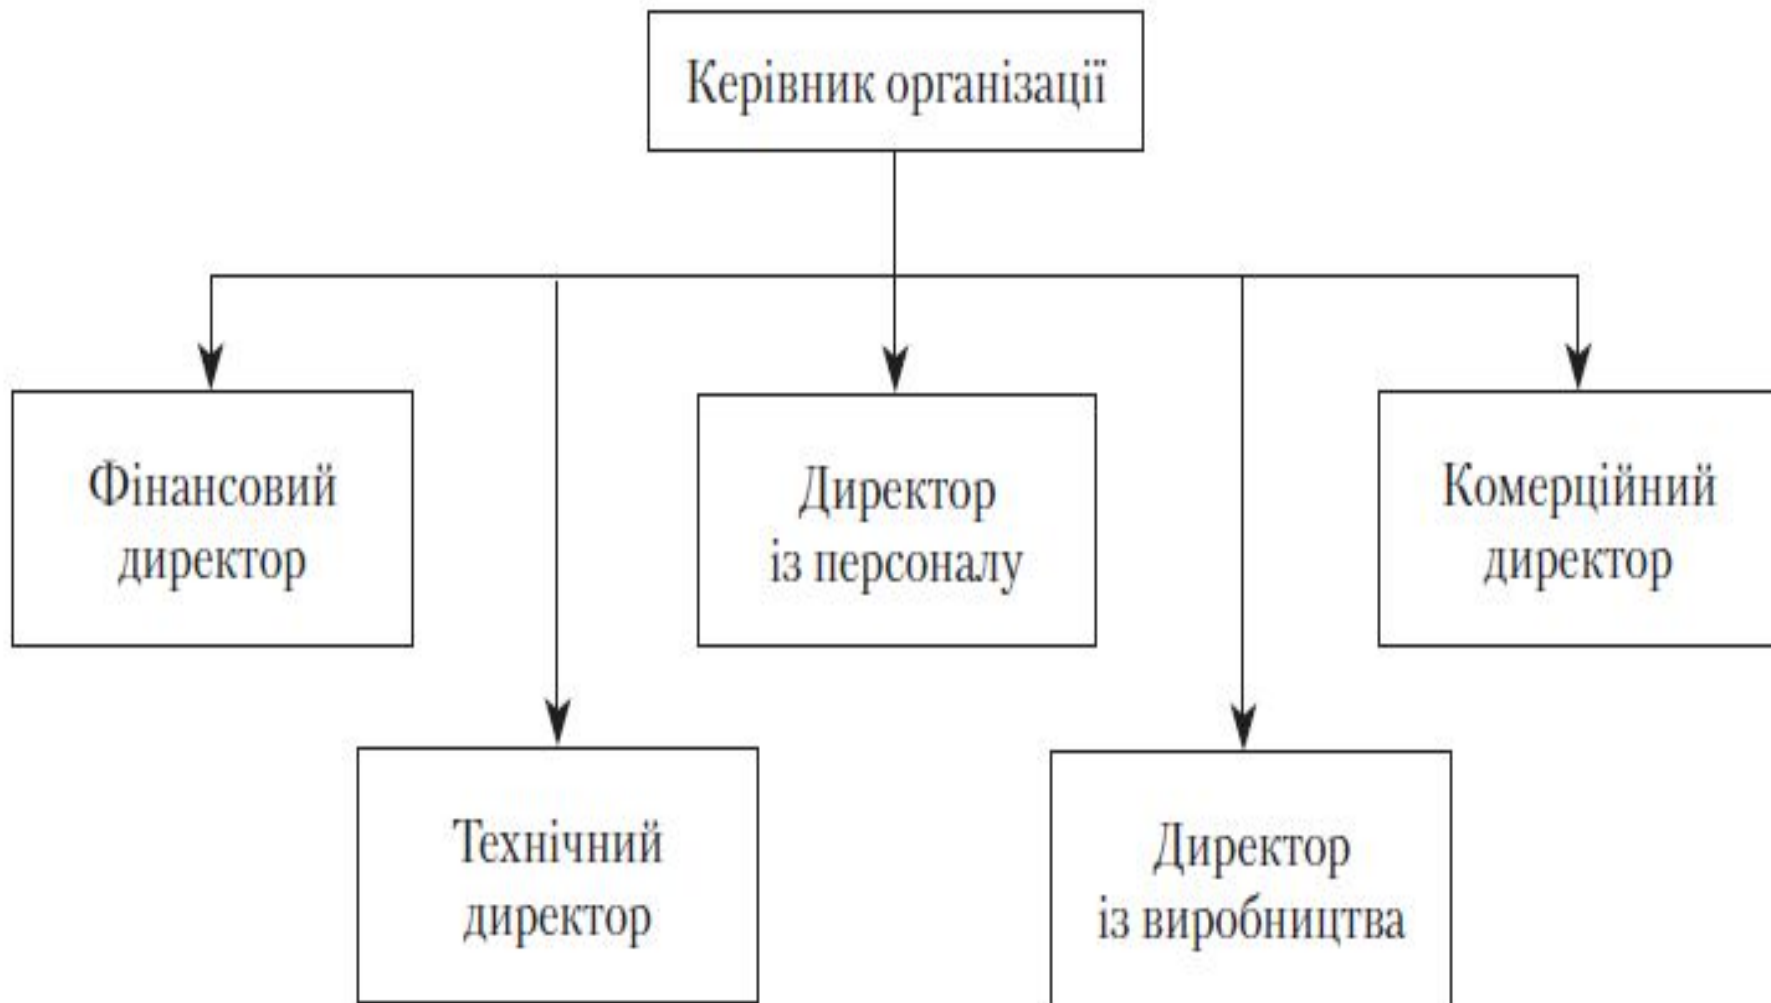 Керівник організації
Фінансовий
директор
Директор
із персоналу
Комерційний
директор
Технічний
директор
Директор
із виробництва